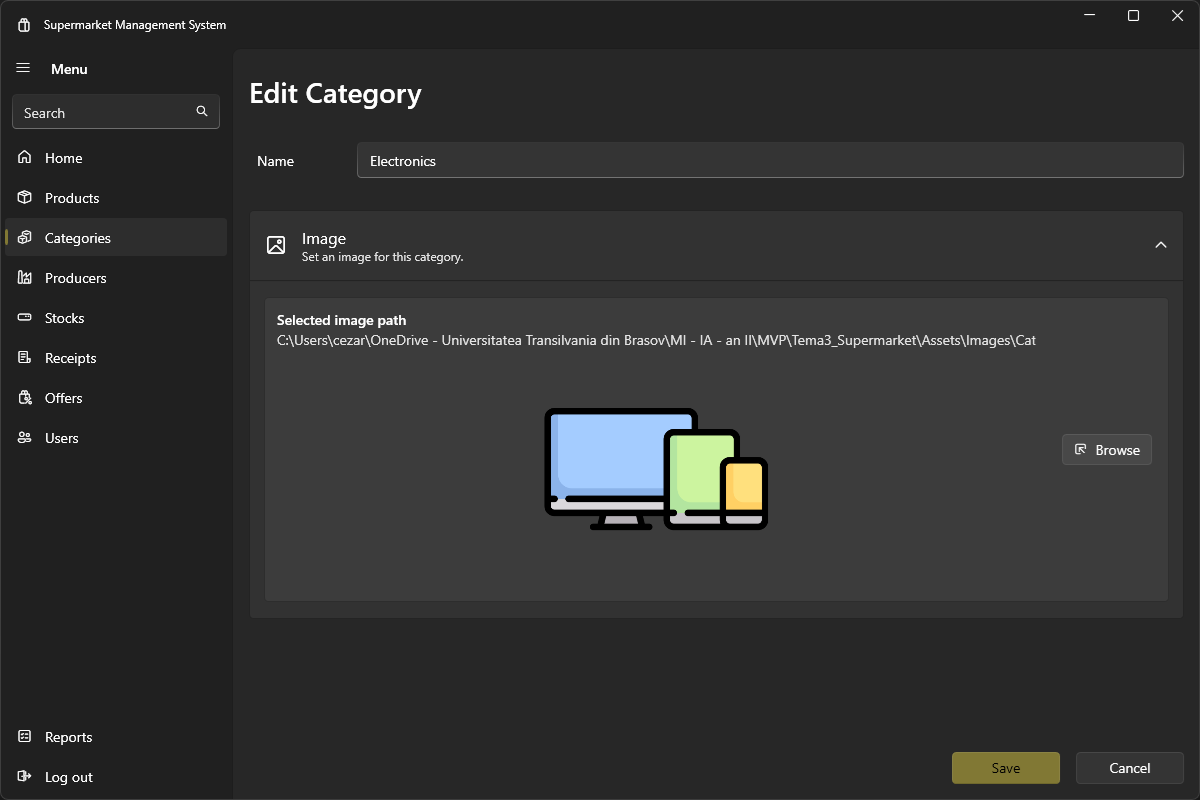 Supermarket Management System
Menu
Search
Home
Products
Categories
Producers
Stocks
Receipts
Offers
Users
Reports
Log out
Edit Category
Name
Electronics
Image
Set an image for this category.
Selected image path
C:\Users\cezar\OneDrive - Universitatea Transilvania din Brasov\MI - IA - an II\MVP\Tema3_Supermarket\Assets\Images\Cat
Browse
Save
Cancel